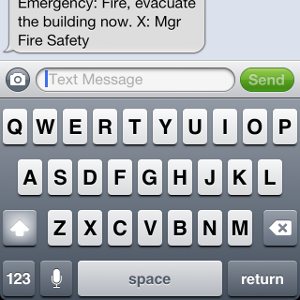 Emergency: Fire, evacuate
the building now. X: Mgr
Fire Safety
Text Message
Send
Q W E R T Y U I O P
A S D F G H J K L
Z X C V B N M
123 space return